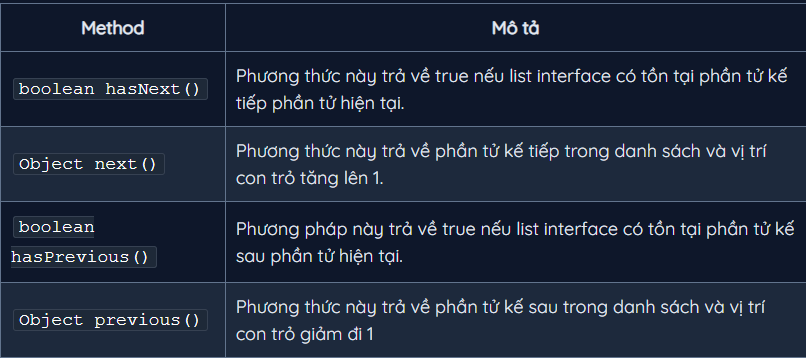 Method Mô tả
boolean hasNext() Phương thức này trả về true nếu list interface có tồn tại phần tử kế
tiếp phần tử hiện tại.
Object next() Phương thức này trả về phần tử kế tiếp trong danh sách và vị trí
con trỏ tăng lên 1.
boolean
hasPrevious()
Phương pháp này trả về true nếu list interface có tồn tại phần tử kế
sau phần tử hiện tại.
Object previous() Phương thức này trả về phần tử kế sau trong danh sách và vị trí
con trỏ giảm đi 1